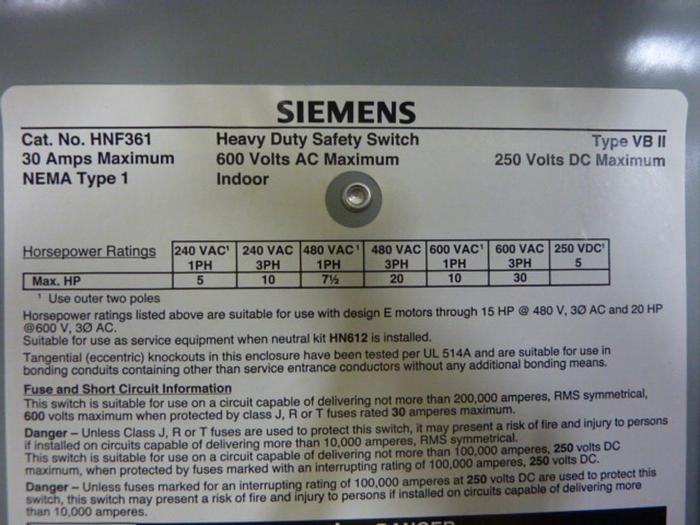 SIEMENS
Cat. No. HNF361 Heavy Duty Safety Switch Type VB II
30 Amps Maximum 600 Volts AC Maximum 250 Volts DC Maximum
NEMA Type 1 Indoor
Horsepower Ratings 240 VAC¹ 240 VAC 480 VAC¹ 480 VAC 600 VAC¹ 600 VAC 250 VDC¹
1PH 3PH 1PH 3PH 1PH 3PH 5
Max. HP 5 10 7½ 20 10 30
¹ Use outer two poles
Horsepower ratings listed above are suitable for use with design E motors through 15 HP @ 480 V, 3Ø AC and 20 HP
@600 V, 3Ø AC.
Suitable for use as service equipment when neutral kit HN612 is installed.
Tangential (eccentric) knockouts in this enclosure have been tested per UL 514A and are suitable for use in
bonding conduits containing other than service entrance conductors without any additional bonding means.
Fuse and Short Circuit Information
This switch is suitable for use on a circuit capable of delivering not more than 200,000 amperes, RMS symmetrical,
600 volts maximum when protected by class J, R or T fuses rated 30 amperes maximum.
Danger – Unless Class J, R or T fuses are used to protect this switch, it may present a risk of fire and injury to persons
if installed on circuits capable of delivering more than 10,000 amperes, RMS symmetrical.
This switch is suitable for use on a circuit capable of delivering not more than 100,000 amperes, 250 volts DC
maximum, when protected by fuses marked with an interrupting rating of 100,000 amperes, 250 volts DC.
Danger – Unless fuses marked for an interrupting rating of 100,000 amperes at 250 volts DC are used to protect this
switch, this switch may present a risk of fire and injury to persons if installed on circuits capable of delivering more
than 10,000 amperes.
DANGER